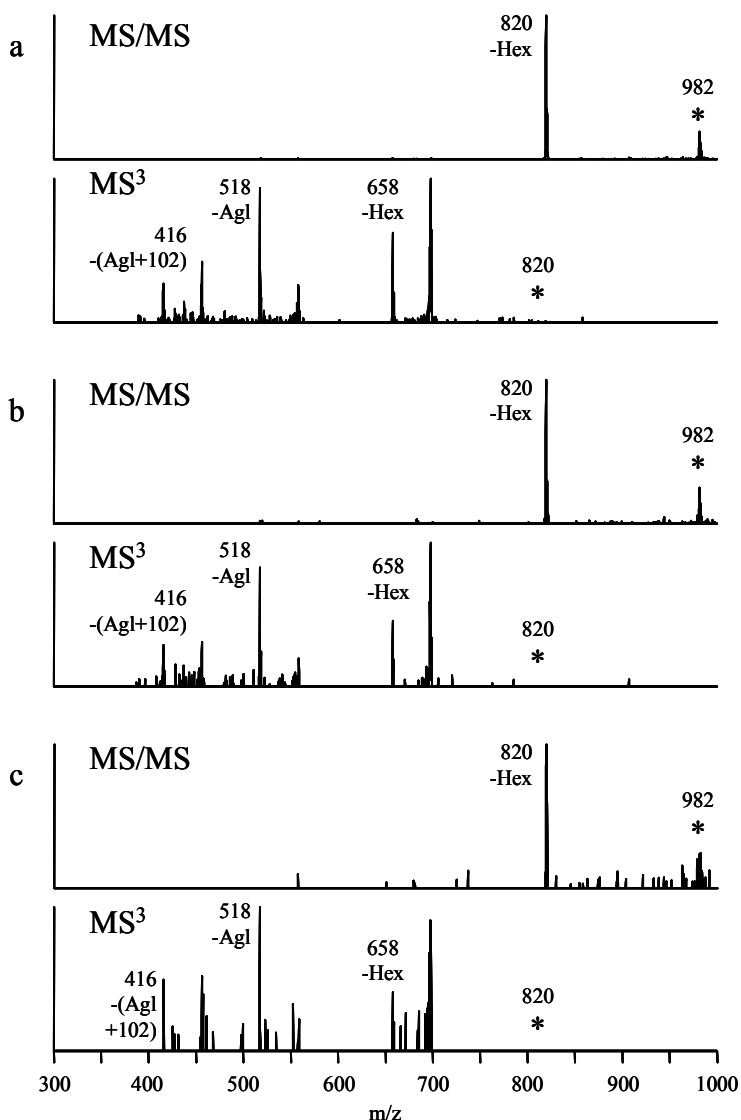 a
MS/MS
820
-Hex
982
*
MS³
518
-Agl
658
-Hex
416
-(Agl+102)
820
*
b
MS/MS
820
-Hex
982
*
MS³
518
-Agl
658
-Hex
416
-(Agl+102)
820
*
c
MS/MS
820
-Hex
982
*
MS³
518
-Agl
658
-Hex
416
-(Agl
+102)
820
*
300 400 500 600 700 800 900 1000
m/z